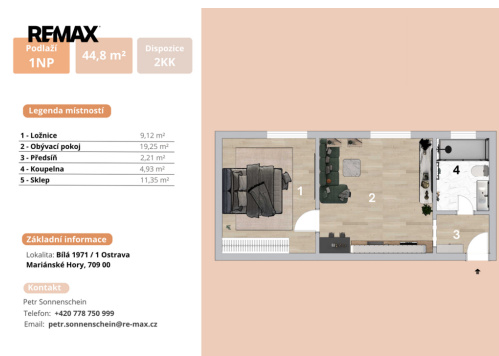 REMAX
Podlaží
1NP
44,8 m²
Dispozice
2KK
Legenda místností
1 - Ložnice 9,12 m²
2 - Obývací pokoj 19,25 m²
3 - Předsíň 2,21 m²
4 - Koupelna 4,93 m²
5 - Sklep 11,35 m²
Základní informace
Lokalita: Bílá 1971 / 1 Ostrava
Mariánské Hory, 709 00
Kontakt
Petr Sonnenschein
Telefon: +420 778 750 999
Email: petr.sonnenschein@re-max.cz
1
2
3
4